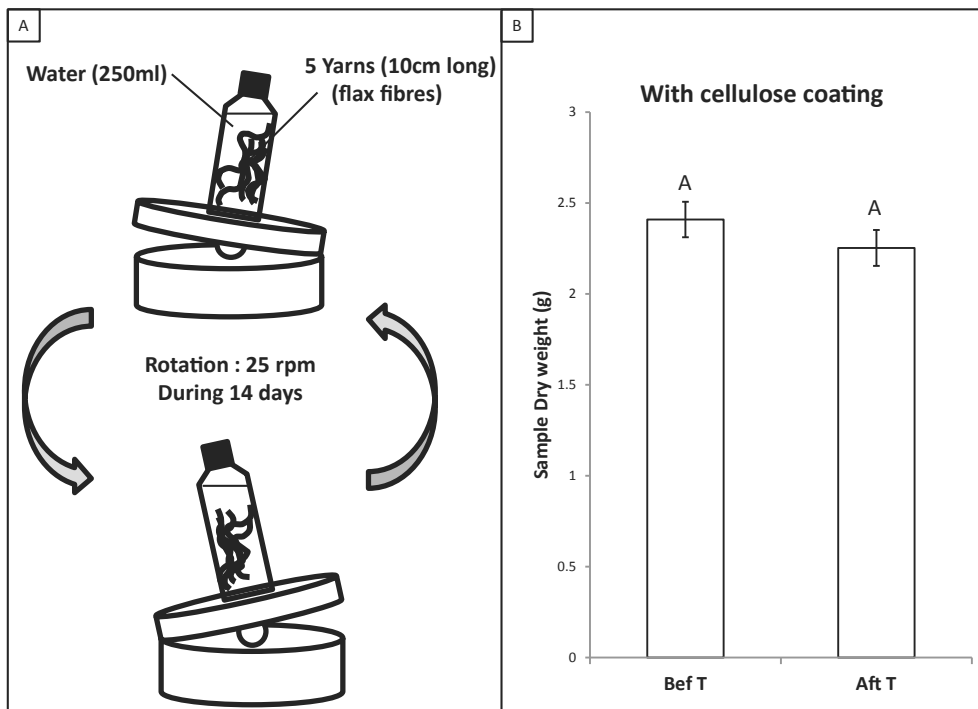 A
Water (250ml)
5 Yarns (10cm long)
(flax fibres)
Rotation : 25 rpm
During 14 days
B
With cellulose coating
Sample Dry weight (g)
3
2.5
2
1.5
1
0.5
0
A
A
Bef T
Aft T